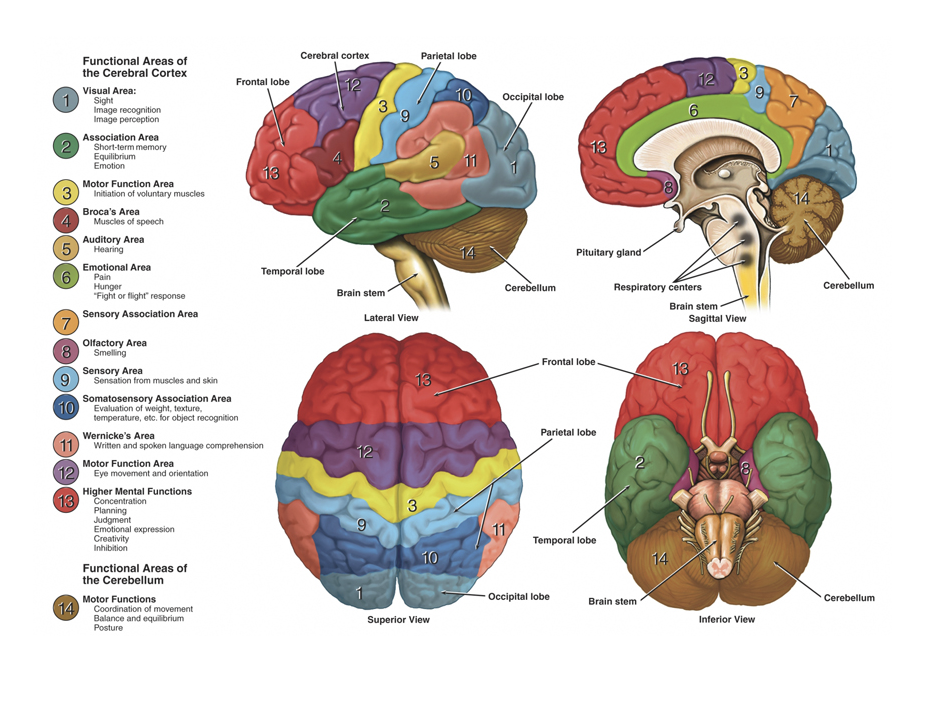 Functional Areas of
the Cerebral Cortex
1
Visual Area:
Sight
Image recognition
Image perception
2
Association Area
Short-term memory
Equilibrium
Emotion
3
Motor Function Area
Initiation of voluntary muscles
4
Broca's Area
Muscles of speech
5
Auditory Area
Hearing
6
Emotional Area
Pain
Hunger
"Fight or flight" response
7
Sensory Association Area
8
Olfactory Area
Smelling
9
Sensory Area
Sensation from muscles and skin
10
Somatosensory Association Area
Evaluation of weight, texture,
temperature, etc. for object recognition
11
Wernicke's Area
Written and spoken language comprehension
12
Motor Function Area
Eye movement and orientation
13
Higher Mental Functions
Concentration
Planning
Judgment
Emotional expression
Creativity
Inhibition
Functional Areas of
the Cerebellum
14
Motor Functions
Coordination of movement
Balance and equilibrium
Posture
Cerebral cortex
Parietal lobe
Frontal lobe
Occipital lobe
12
3
10
9
4
5
11
1
13
2
14
Temporal lobe
Brain stem
Cerebellum
Lateral View
3
12
9
7
6
13
1
8
14
Pituitary gland
Respiratory centers
Cerebellum
Brain stem
Sagittal View
13
12
3
9
11
10
1
Frontal lobe
Parietal lobe
Temporal lobe
Occipital lobe
Superior View
13
2
8
14
Brain stem
Cerebellum
Inferior View